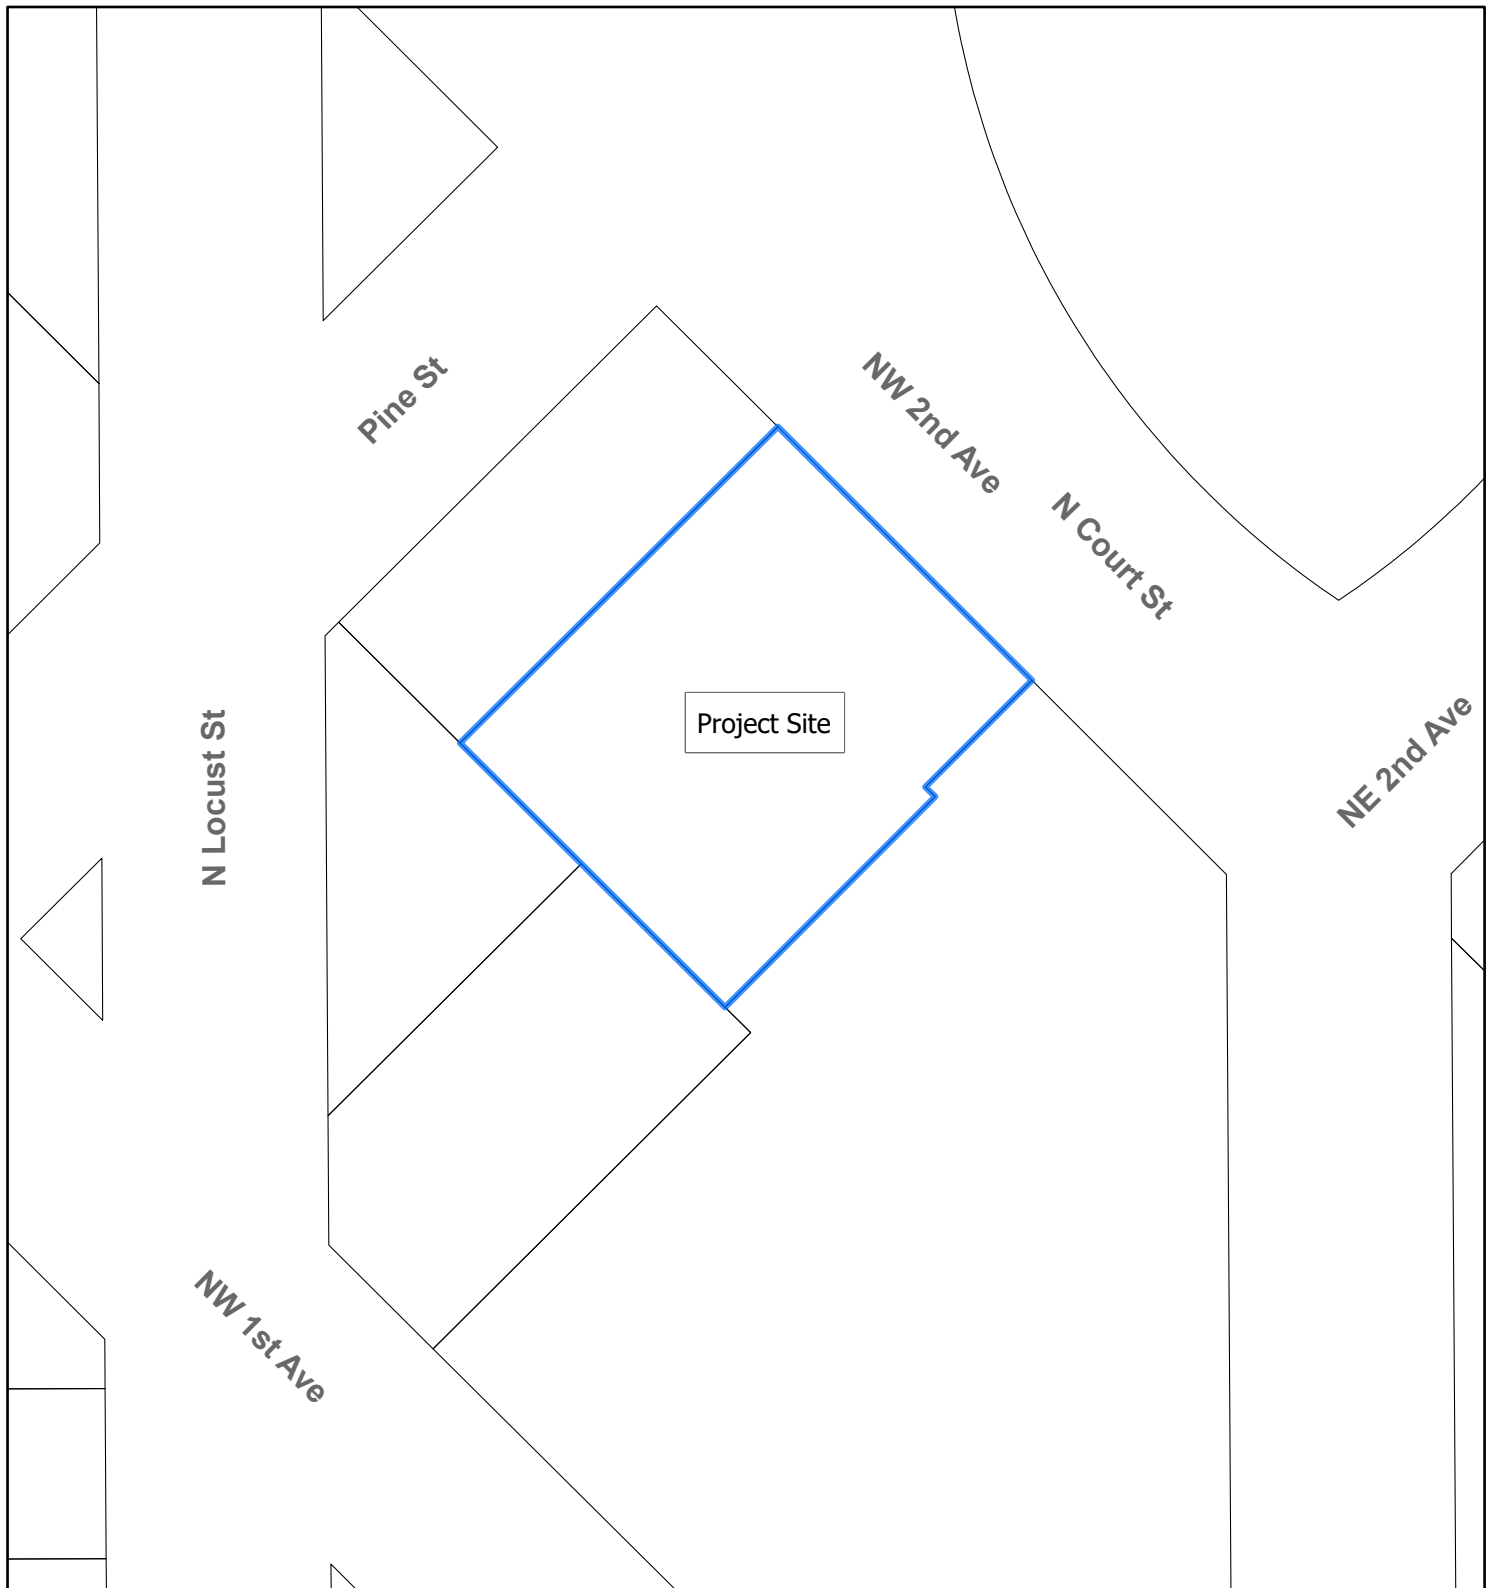 Pine St
NW 2nd Ave
N Court St
Project Site
N Locust St
NE 2nd Ave
NW 1st Ave